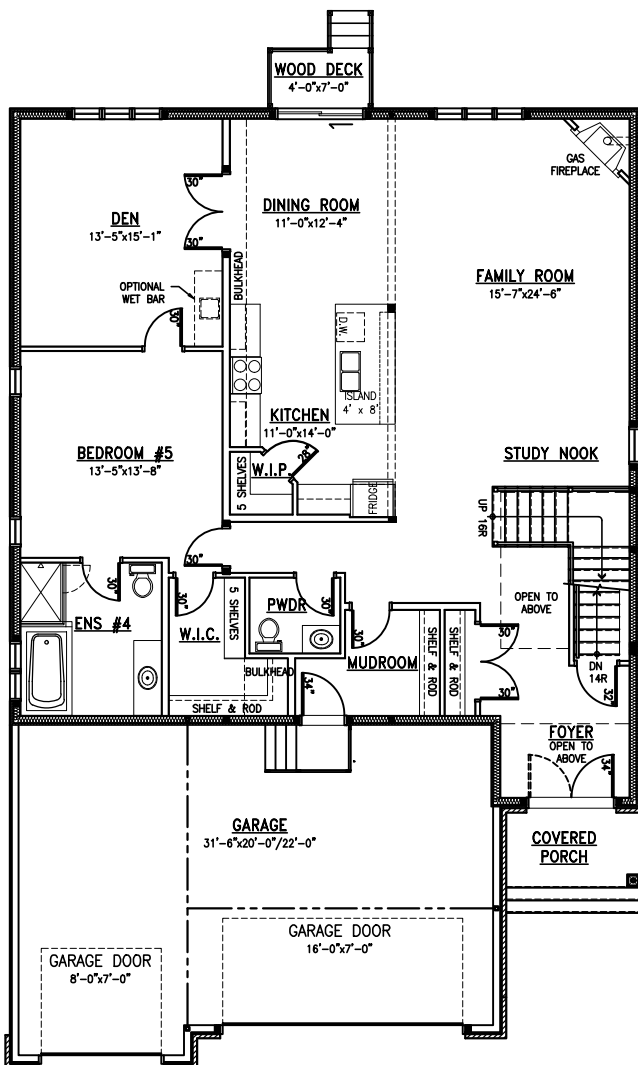 WOOD DECK
4'-0"x7'-0"
GAS
FIREPLACE
30"
DEN
13'-5"x15'-1"
30"
DINING ROOM
11'-0"x12'-4"
FAMILY ROOM
15'-7"x24'-6"
BULKHEAD
OPTIONAL
WET BAR
30"
D.W.
ISLAND
4' x 8'
KITCHEN
11'-0"x14'-0"
BEDROOM #5
13'-5"x13'-8"
STUDY NOOK
28"
5 SHELVES
W.I.P.
FRIDGE
UP
16R
30"
30"
ENS #4
30"
W.I.C.
5 SHELVES
PWDR
30"
OPEN TO
ABOVE
30"
MUDROOM
SHELF & ROD
SHELF & ROD
30"
30"
DN
14R
32"
BULKHEAD
34"
SHELF & ROD
FOYER
OPEN TO
ABOVE
34"
GARAGE
31'-6"x20'-0"/22'-0"
COVERED
PORCH
GARAGE DOOR
16'-0"x7'-0"
GARAGE DOOR
8'-0"x7'-0"